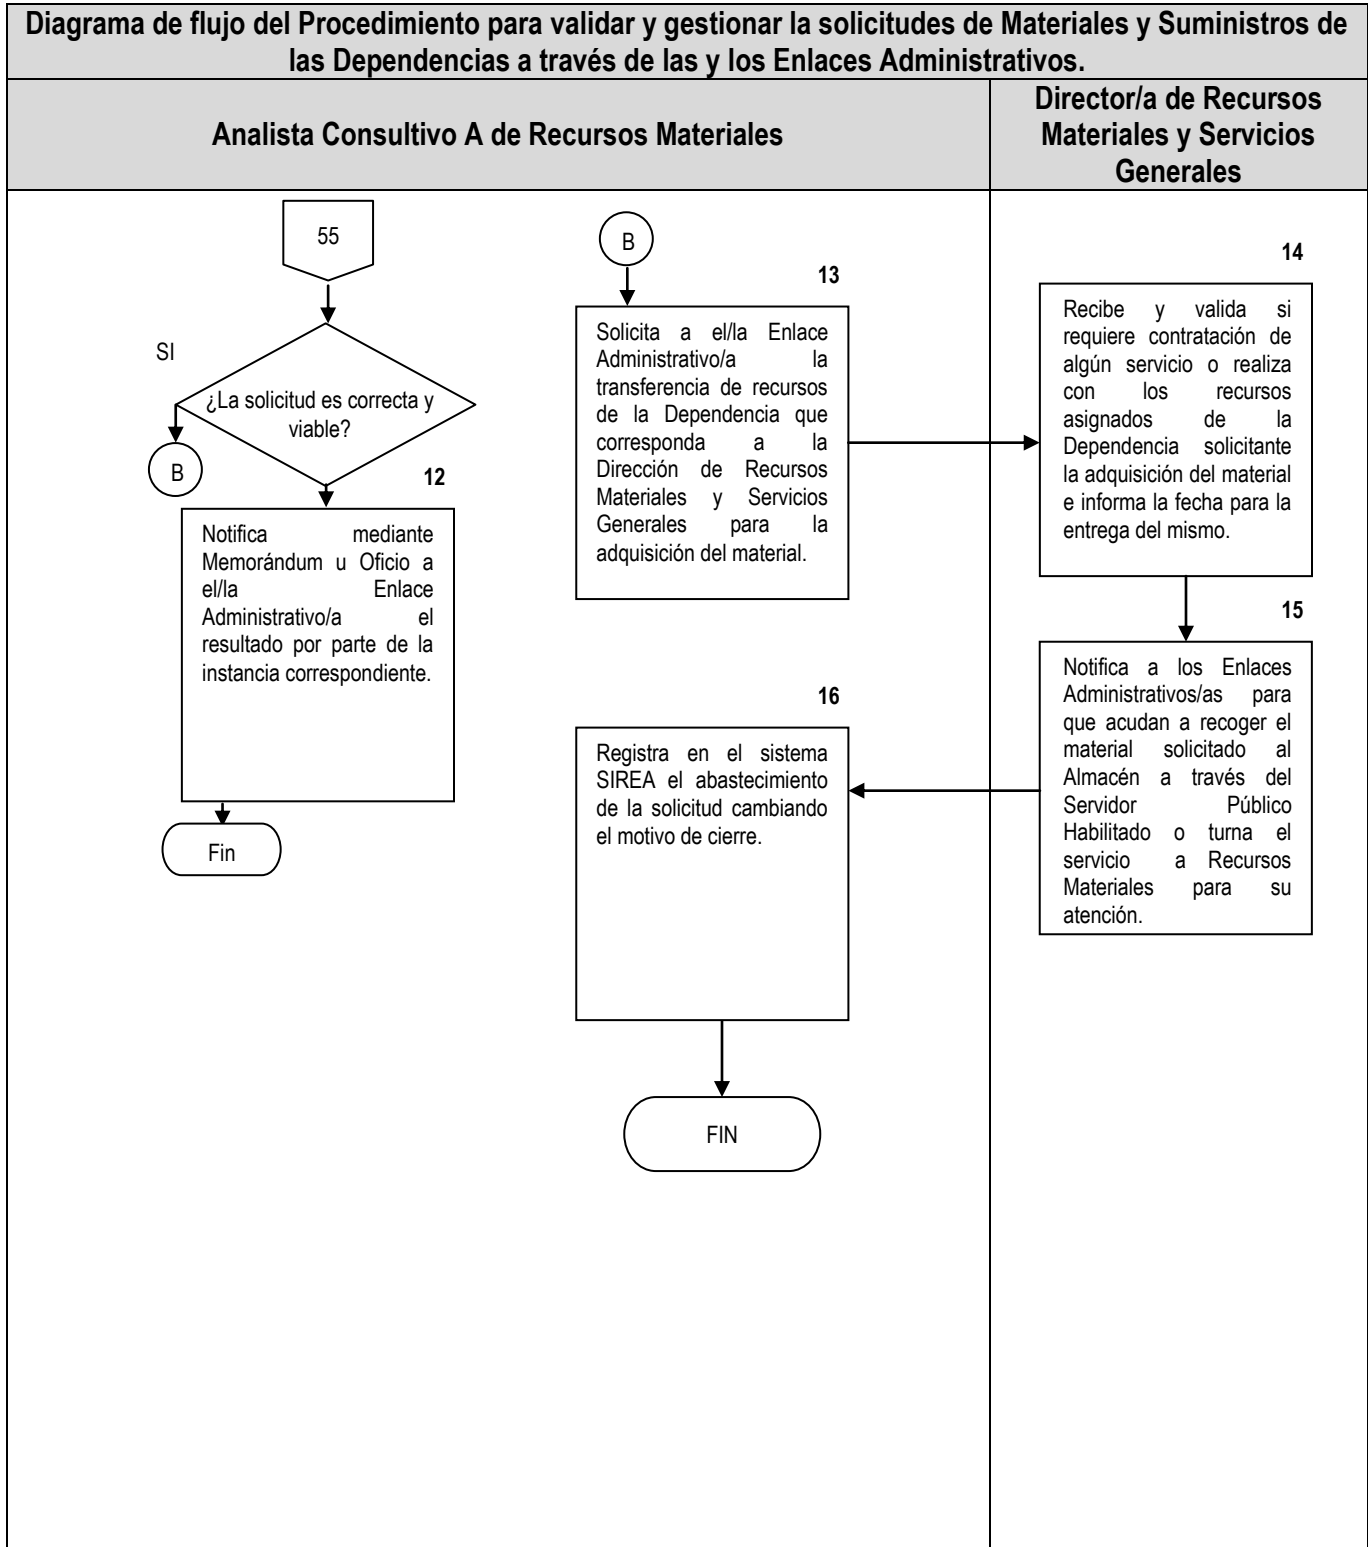 Diagrama de flujo del Procedimiento para validar y gestionar la solicitudes de Materiales y Suministros de
las Dependencias a través de las y los Enlaces Administrativos.
Analista Consultivo A de Recursos Materiales
Director/a de Recursos
Materiales y Servicios
Generales
55
SI
¿La solicitud es correcta y
viable?
B
12
Notifica mediante
Memorándum u Oficio a
el/la Enlace
Administrativo/a el
resultado por parte de la
instancia correspondiente.
Fin
B
13
Solicita a el/la Enlace
Administrativo/a la
transferencia de recursos
de la Dependencia que
corresponda a la
Dirección de Recursos
Materiales y Servicios
Generales para la
adquisición del material.
14
Recibe y valida si
requiere contratación de
algún servicio o realiza
con los recursos
asignados de la
Dependencia solicitante
la adquisición del material
e informa la fecha para la
entrega del mismo.
15
Notifica a los Enlaces
Administrativos/as para
que acudan a recoger el
material solicitado al
Almacén a través del
Servidor Público
Habilitado o turna el
servicio a Recursos
Materiales para su
atención.
16
Registra en el sistema
SIREA el abastecimiento
de la solicitud cambiando
el motivo de cierre.
FIN